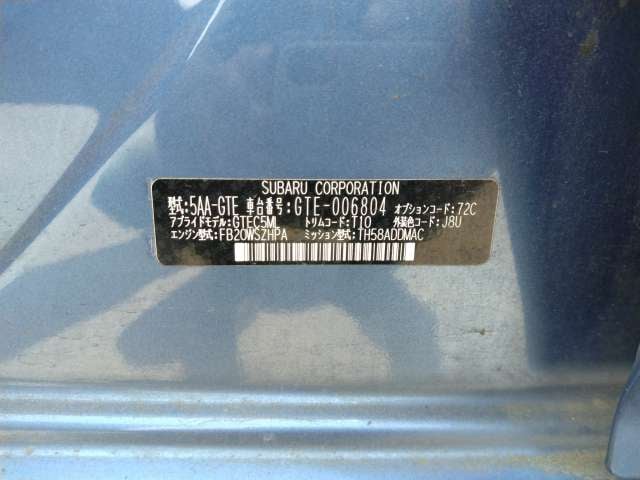 SUBARU CORPORATION
型式:5AA-GTE 車台番号:GTE-006804 オプションコード:72C
アプライドモデル:GTEC5ML トリムコード:T10 外装色コード:J8U
エンジン型式:FB20WSZHPA ミッション型式:TH58ADDMAC